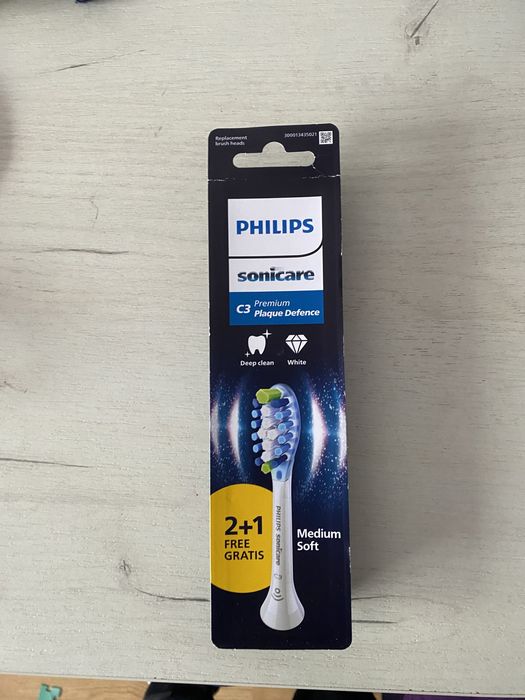 Replacement
brush heads
300013435021
PHILIPS
sonicare
C3 Premium
Plaque Defence
Deep clean
White
2+1
FREE
GRATIS
Medium
Soft
PHILIPS sonicare